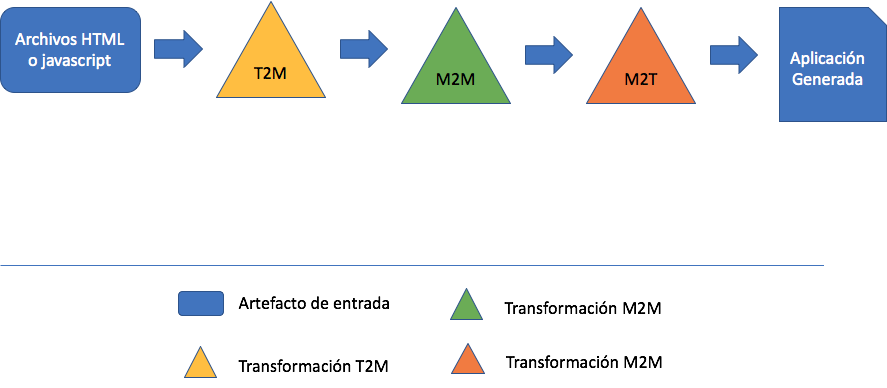 Archivos HTML
o javascript
T2M
M2M
M2T
Aplicación
Generada
Artefacto de entrada
Transformación M2M
Transformación T2M
Transformación M2M